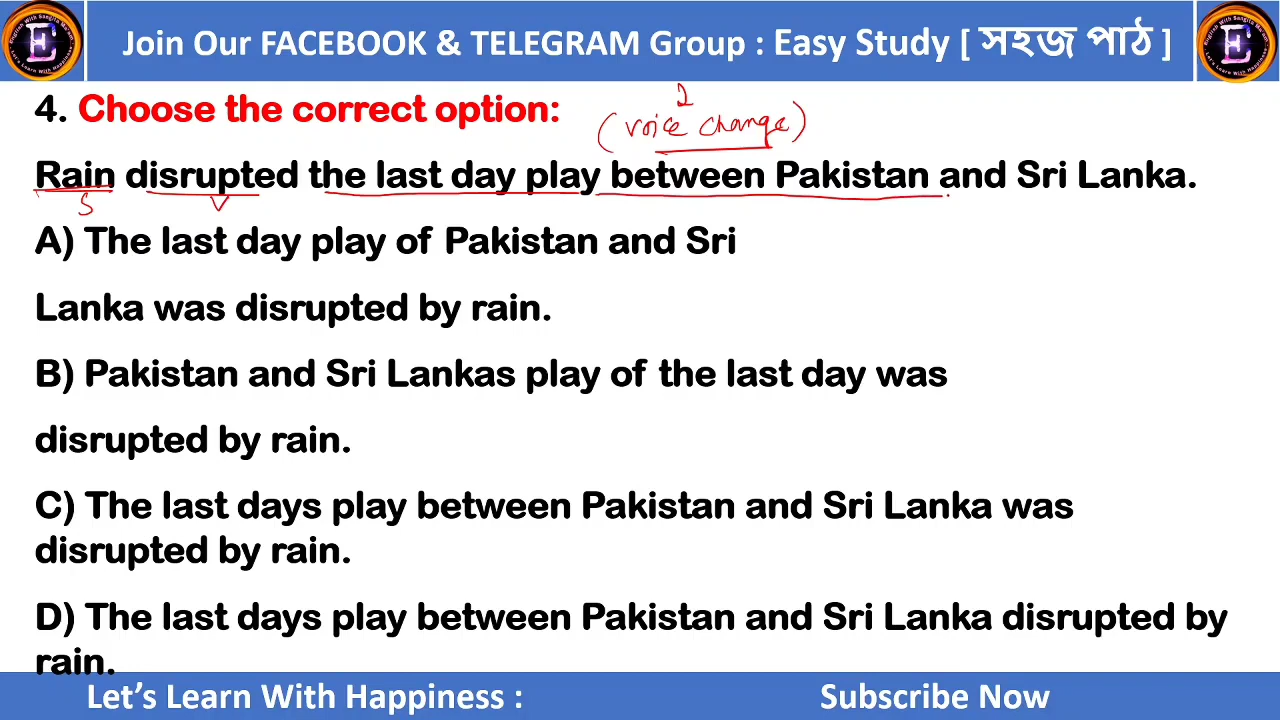 Join Our FACEBOOK & TELEGRAM Group : Easy Study [ সহজ পাঠ ]
4. Choose the correct option:
(voice change)
Rain disrupted the last day play between Pakistan and Sri Lanka.
S V
A) The last day play of Pakistan and Sri
Lanka was disrupted by rain.
B) Pakistan and Sri Lankas play of the last day was
disrupted by rain.
C) The last days play between Pakistan and Sri Lanka was
disrupted by rain.
D) The last days play between Pakistan and Sri Lanka disrupted by
rain.
Let's Learn With Happiness :
Subscribe Now